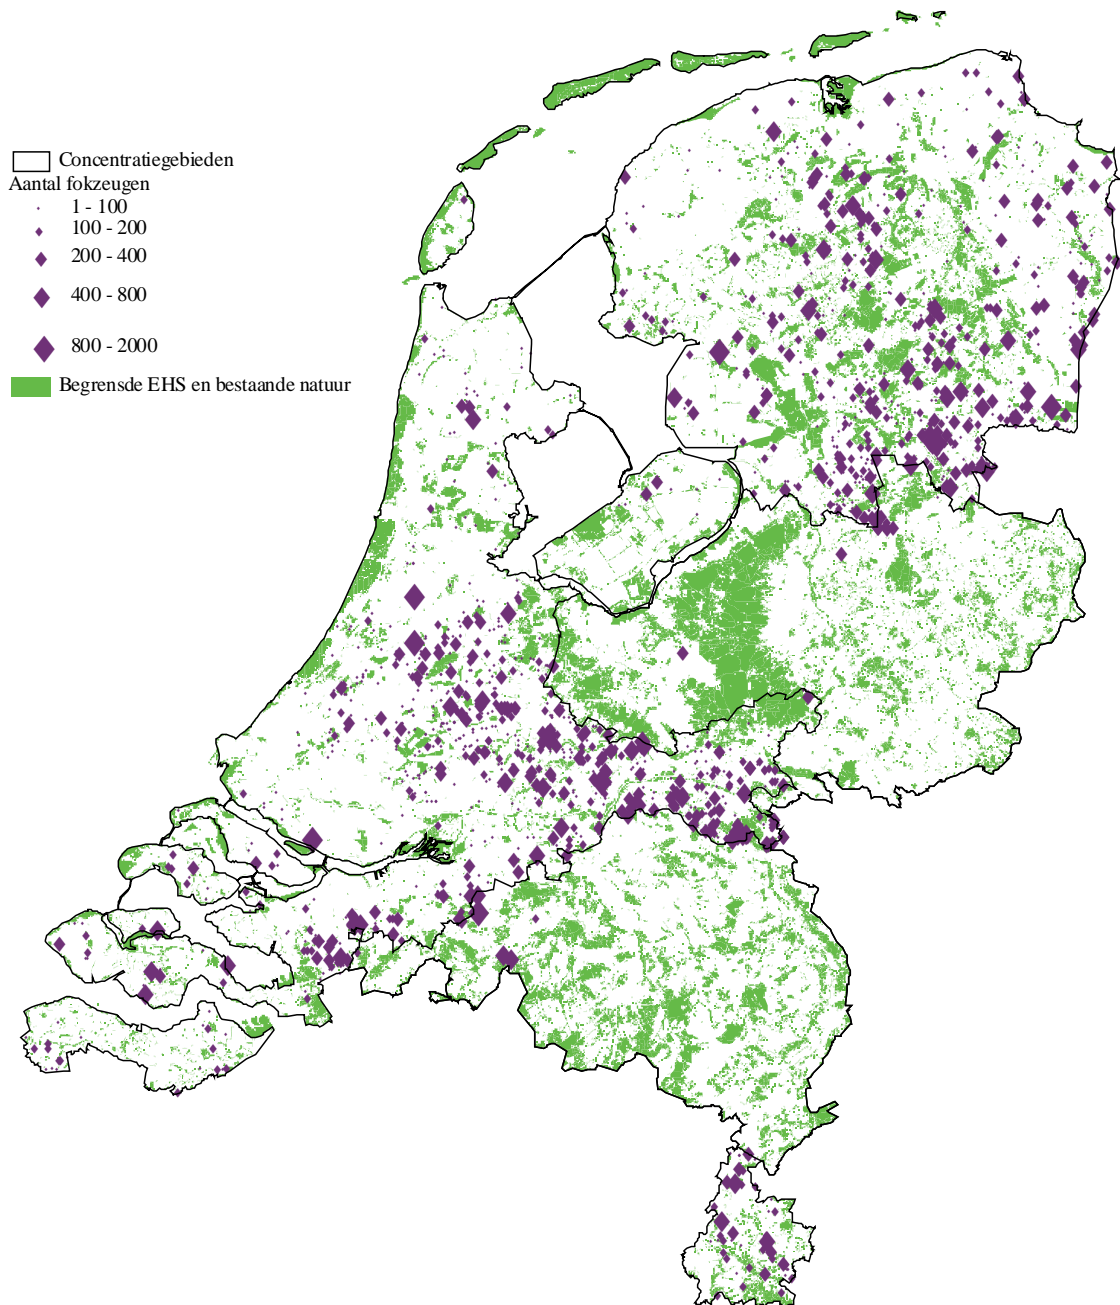 Concentratiegebieden
Aantal fokzeugen
1 - 100
100 - 200
200 - 400
400 - 800
800 - 2000
Begrensde EHS en bestaande natuur